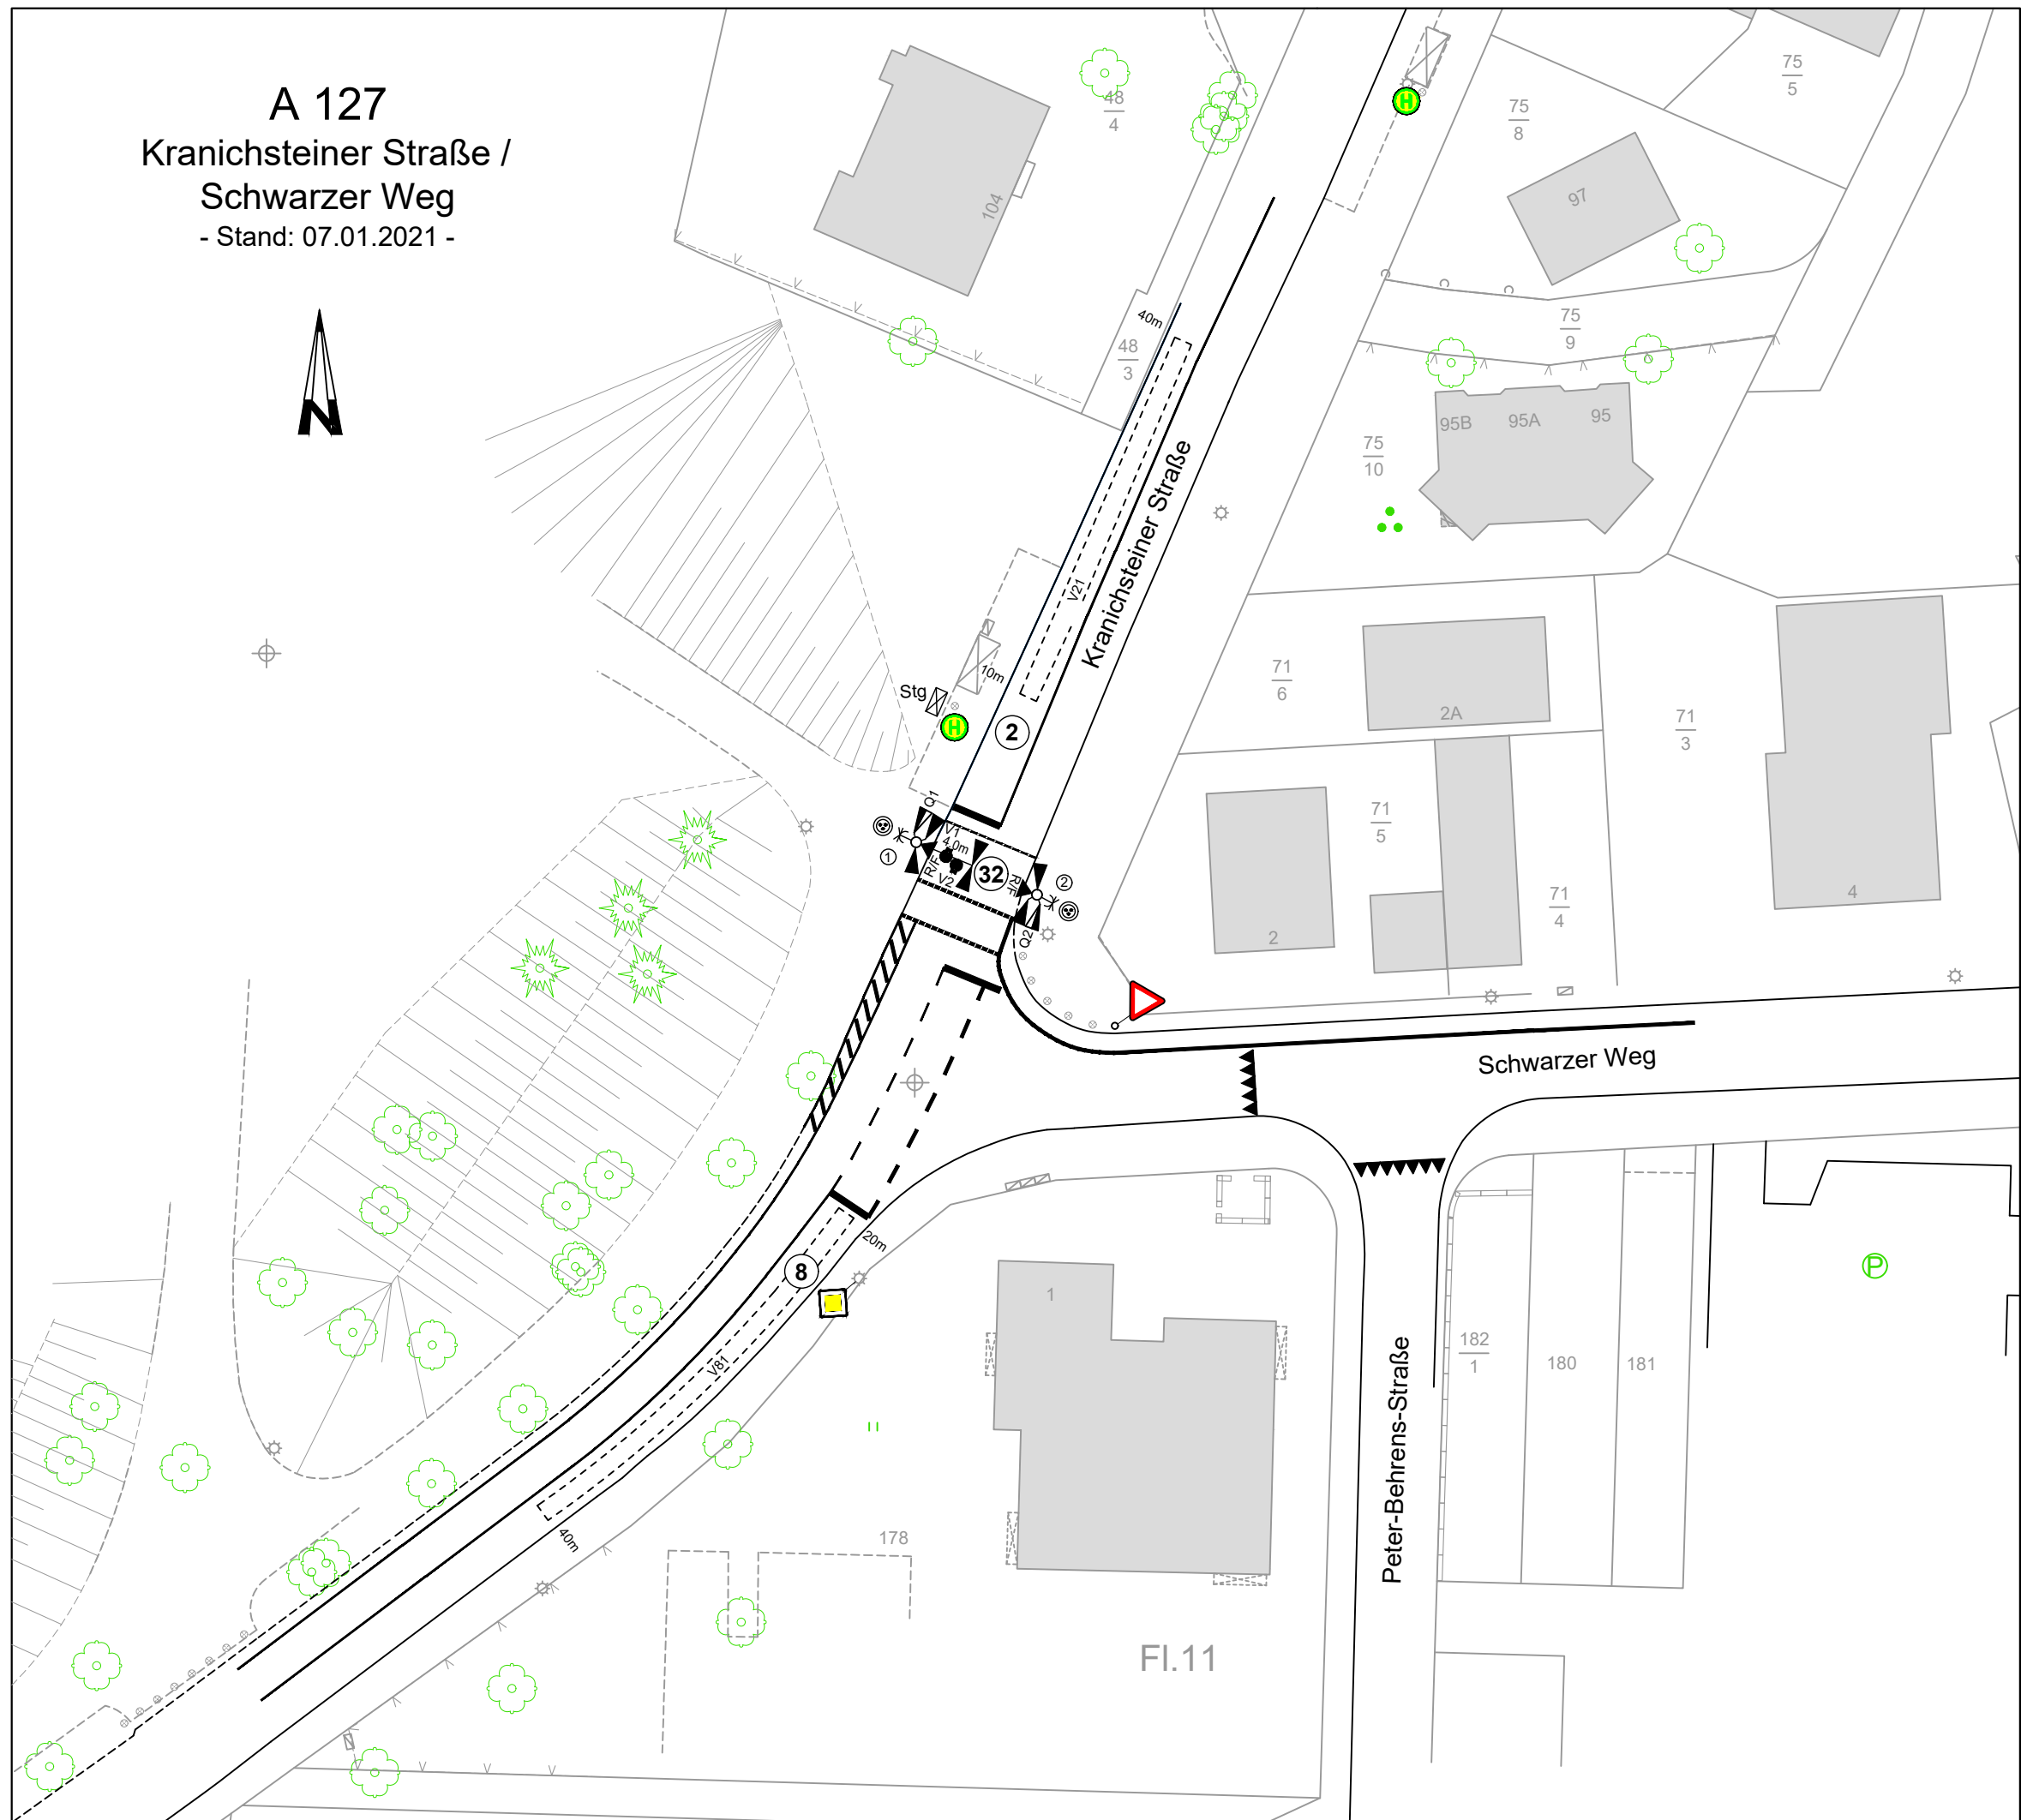 A 127
Kranichsteiner Straße /
Schwarzer Weg
- Stand: 07.01.2021 -
N
48
4
104
H
75
5
75
8
97
75
9
40m
48
3
95B
95A
95
75
10
Kranichsteiner Straße
V21
10m
Stg
H
2
71
6
2A
71
3
71
5
71
4
2
4
Q1
V1
4,0m
1
R/F
V2
32
R/F
2
Q2
Schwarzer Weg
20m
8
V81
40m
1
P
182
1
180
181
Peter-Behrens-Straße
178
Fl.11